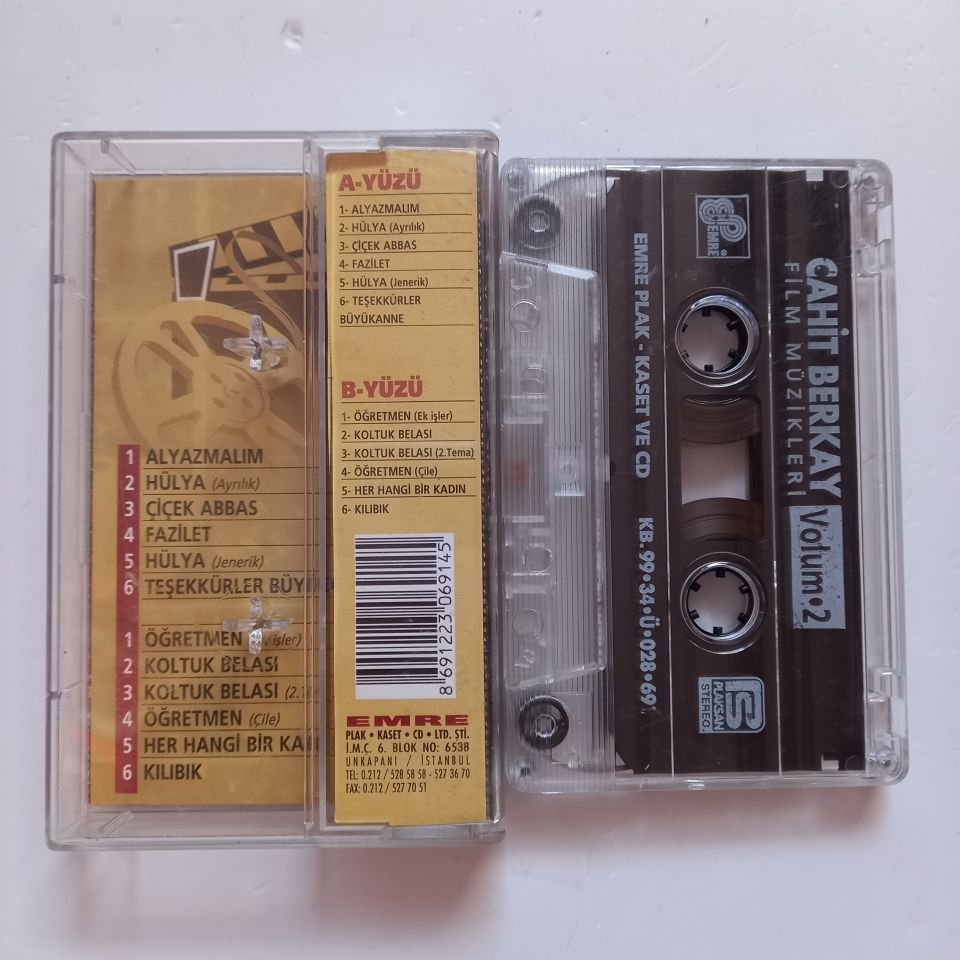 1 ALYAZMALIM
2 HÜLYA (Ayrılık)
3 ÇİÇEK ABBAS
4 FAZİLET
5 HÜLYA (Jenerik)
6 TEŞEKKÜRLER
1 ÖĞRETMEN işler)
2 KOLTUK BELASI
3 KOLTUK BELASI
4 ÖĞRETMEN (Çile)
5 HER HANGİ BİR
6 KILIBIK
A-YÜZÜ
1- ALYAZMALIM
2- HÜLYA (Ayrılık)
3- ÇİÇEK ABBAS
4- FAZİLET
5- HÜLYA (Jenerik)
6- TEŞEKKÜRLER
BÜYÜKANNE
B-YÜZÜ
1- ÖĞRETMEN (Ek işler)
2- KOLTUK BELASI
3- KOLTUK BELASI (2.Tema)
4- ÖĞRETMEN (Çile)
5- HER HANGİ BİR KADIN
6- KILIBIK
8 691223 069145
EMRE
PLAK • KASET • CD • LTD. ŞTİ.
İ.M.Ç. 6. BLOK NO: 6538
UNKAPANI / İSTANBUL
TEL: 0.212 / 528 58 58 - 527 36 70
FAX: 0.212 / 527 70 51
CAHİT BERKAY Volum•2
FİLM MÜZİKLERİ
EMRE®
PLAKSAN
STEREO
EMRE PLAK - KASET VE CD KB. 99•34•Ü•028•69